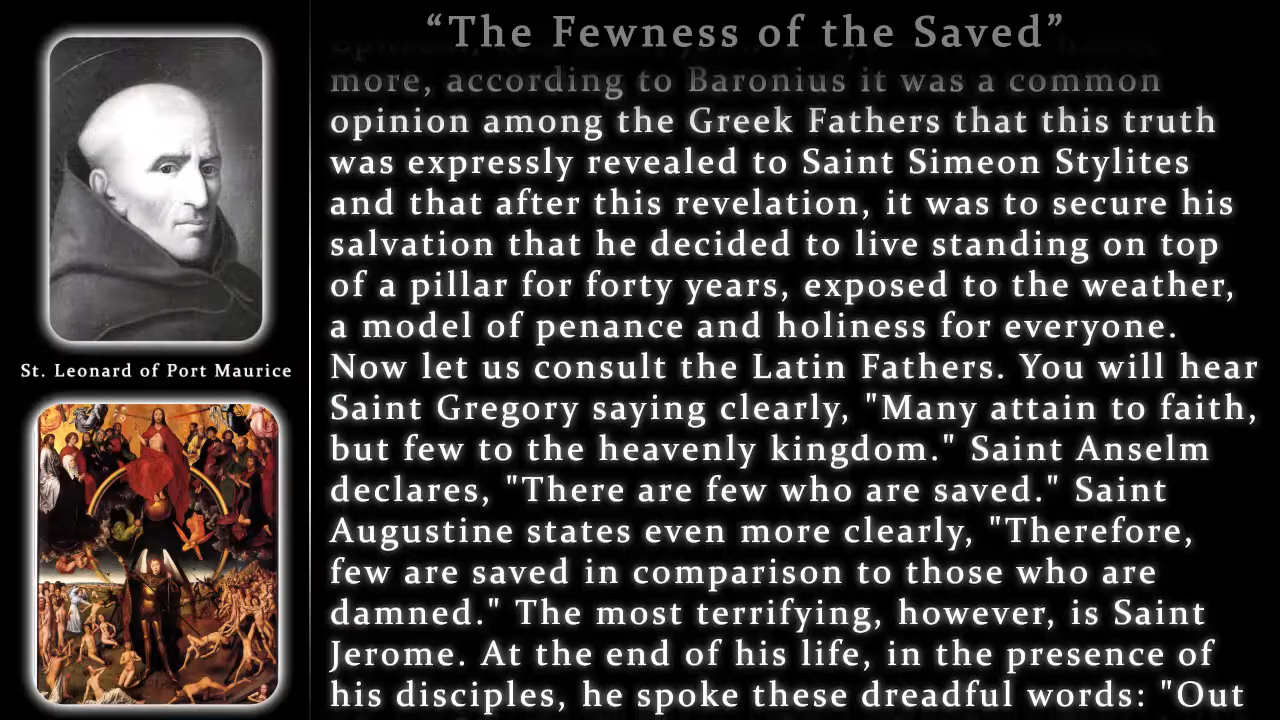 “The Fewness of the Saved”
more, according to Baronius it was a common
opinion among the Greek Fathers that this truth
was expressly revealed to Saint Simeon Stylites
and that after this revelation, it was to secure his
salvation that he decided to live standing on top
of a pillar for forty years, exposed to the weather,
a model of penance and holiness for everyone.
Now let us consult the Latin Fathers. You will hear
Saint Gregory saying clearly, "Many attain to faith,
but few to the heavenly kingdom." Saint Anselm
declares, "There are few who are saved." Saint
Augustine states even more clearly, "Therefore,
few are saved in comparison to those who are
damned." The most terrifying, however, is Saint
Jerome. At the end of his life, in the presence of
his disciples, he spoke these dreadful words: "Out
St. Leonard of Port Maurice